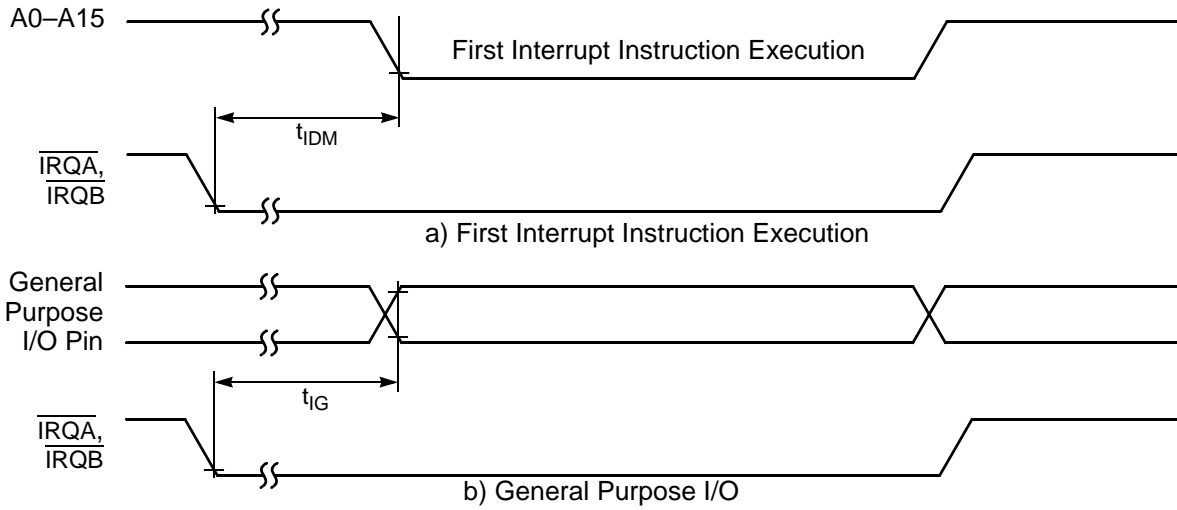 A0–A15
First Interrupt Instruction Execution
tIDM
IRQA,
IRQB
a) First Interrupt Instruction Execution
General
Purpose
I/O Pin
tIG
IRQA,
IRQB
b) General Purpose I/O